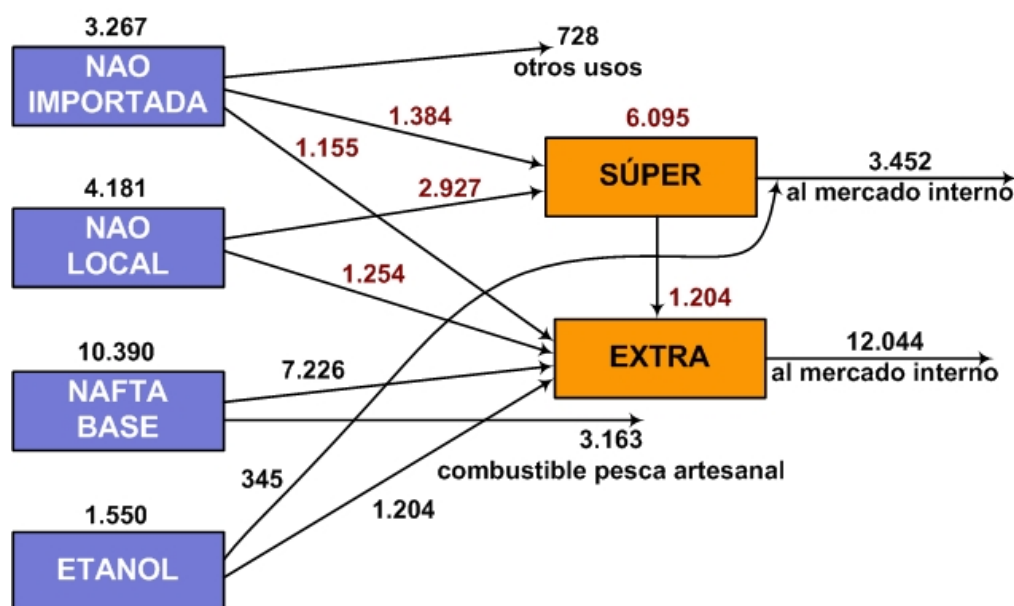 3.267
NAO
IMPORTADA
728
otros usos
1.384
1.155
6.095
SÚPER
3.452
al mercado interno
4.181
NAO
LOCAL
2.927
1.254
1.204
EXTRA
12.044
al mercado interno
10.390
NAFTA
BASE
7.226
3.163
combustible pesca artesanal
345
1.204
1.550
ETANOL